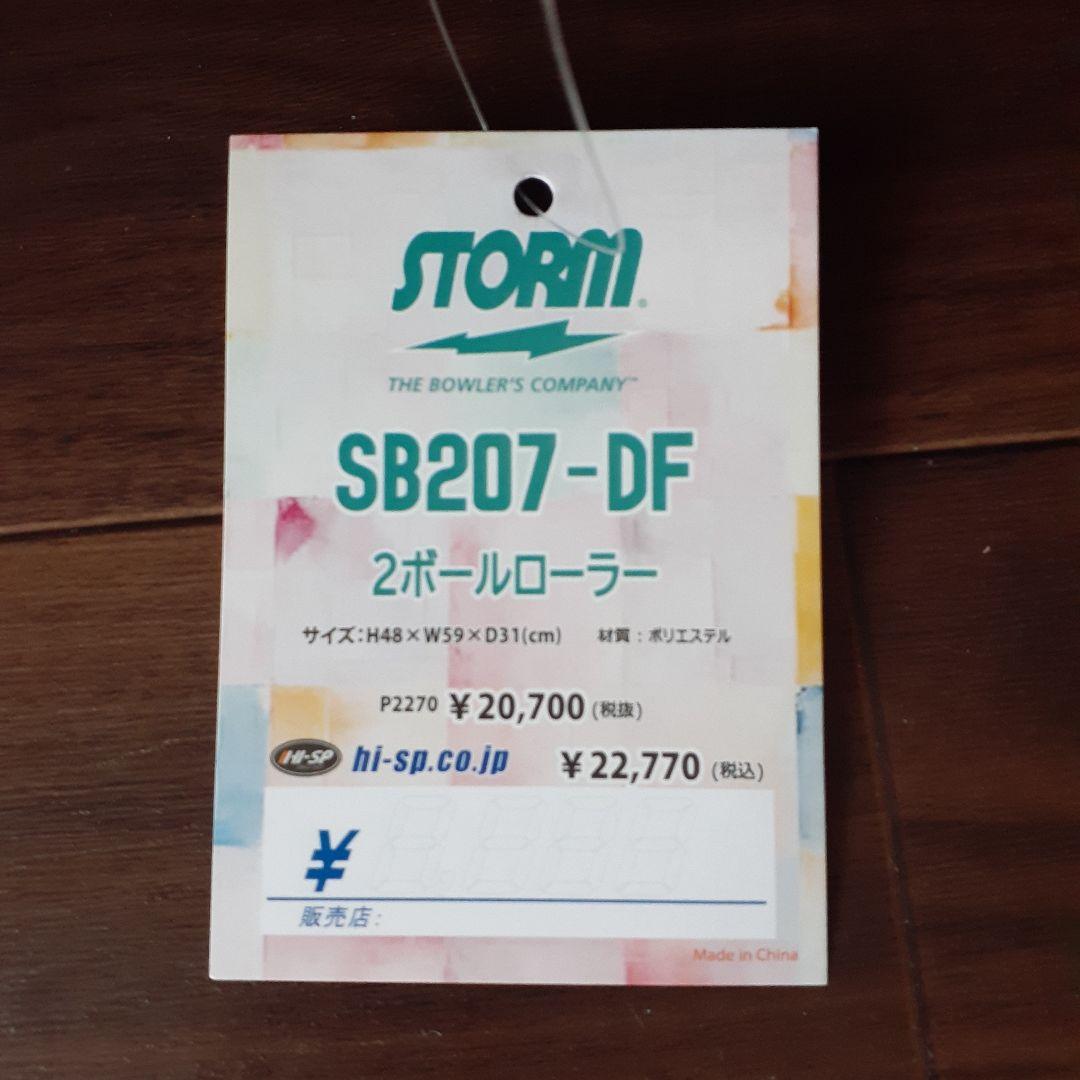 STORM®
THE BOWLER'S COMPANY™
SB207-DF
2ボールローラー
サイズ:H48×W59×D31(cm) 材質:ポリエステル
P2270 ¥20,700(税抜)
HI-SP hi-sp.co.jp ¥22,770(税込)
¥
販売店:
Made in China